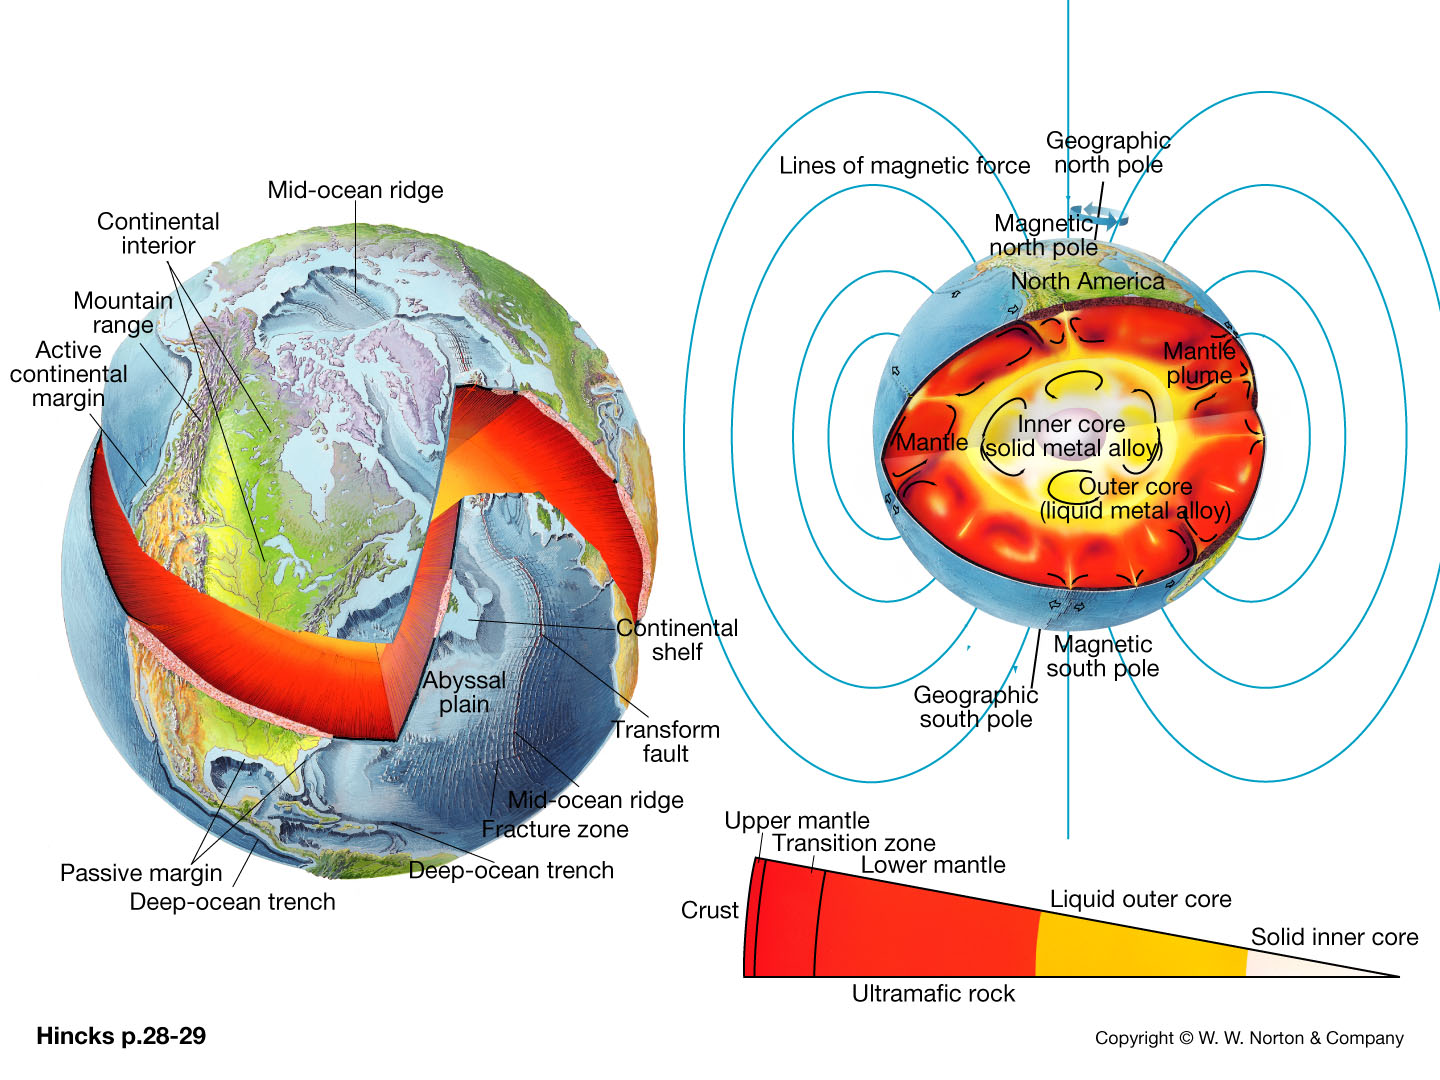 Mid-ocean ridge
Continental
interior
Mountain
range
Active
continental
margin
Continental
shelf
Abyssal
plain
Transform
fault
Mid-ocean ridge
Fracture zone
Deep-ocean trench
Passive margin
Deep-ocean trench
Lines of magnetic force
Geographic
north pole
Magnetic
north pole
North America
Mantle
plume
Inner core
(solid metal alloy)
Mantle
Outer core
(liquid metal alloy)
Magnetic
south pole
Geographic
south pole
Upper mantle
Transition zone
Lower mantle
Crust
Liquid outer core
Solid inner core
Ultramafic rock
Hincks p.28-29
Copyright © W. W. Norton & Company